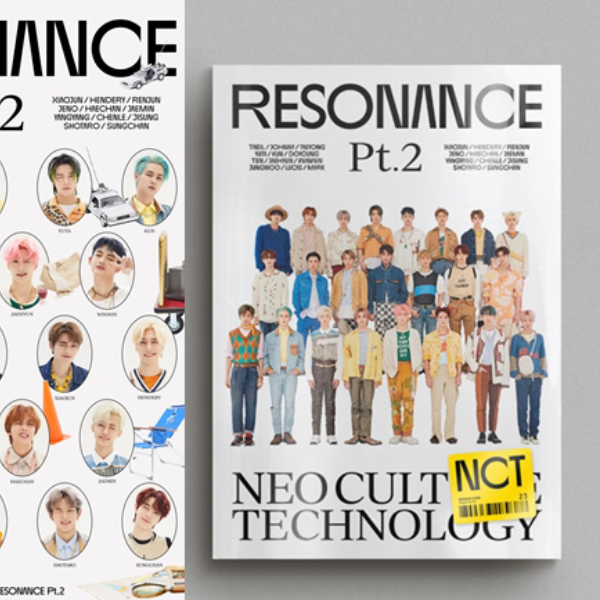 NANCE
2
XIAOJUN / HENDERY / RENJUN
JENO / HAECHAN / JAEMIN
YANGYANG / CHENLE / JISUNG
SHOTARO / SUNGCHAN
YUTA
KUN
JAEHYUN
WINWIN
XIAOJUN
HENDERY
HAECHAN
JAEMIN
SHOTARO
SUNGCHAN
RESONANCE Pt.2
RESONANCE
Pt.2
TAEIL / JOHNNY / TAEYONG
YUTA / KUN / DOYOUNG
TEN / JAEHYUN / WINWIN
JUNGWOO / LUCAS / MARK
XIAOJUN / HENDERY / RENJUN
JENO / HAECHAN / JAEMIN
YANGYANG / CHENLE / JISUNG
SHOTARO / SUNGCHAN
NEO CULT E
TECHNOLOGY
NCT
23